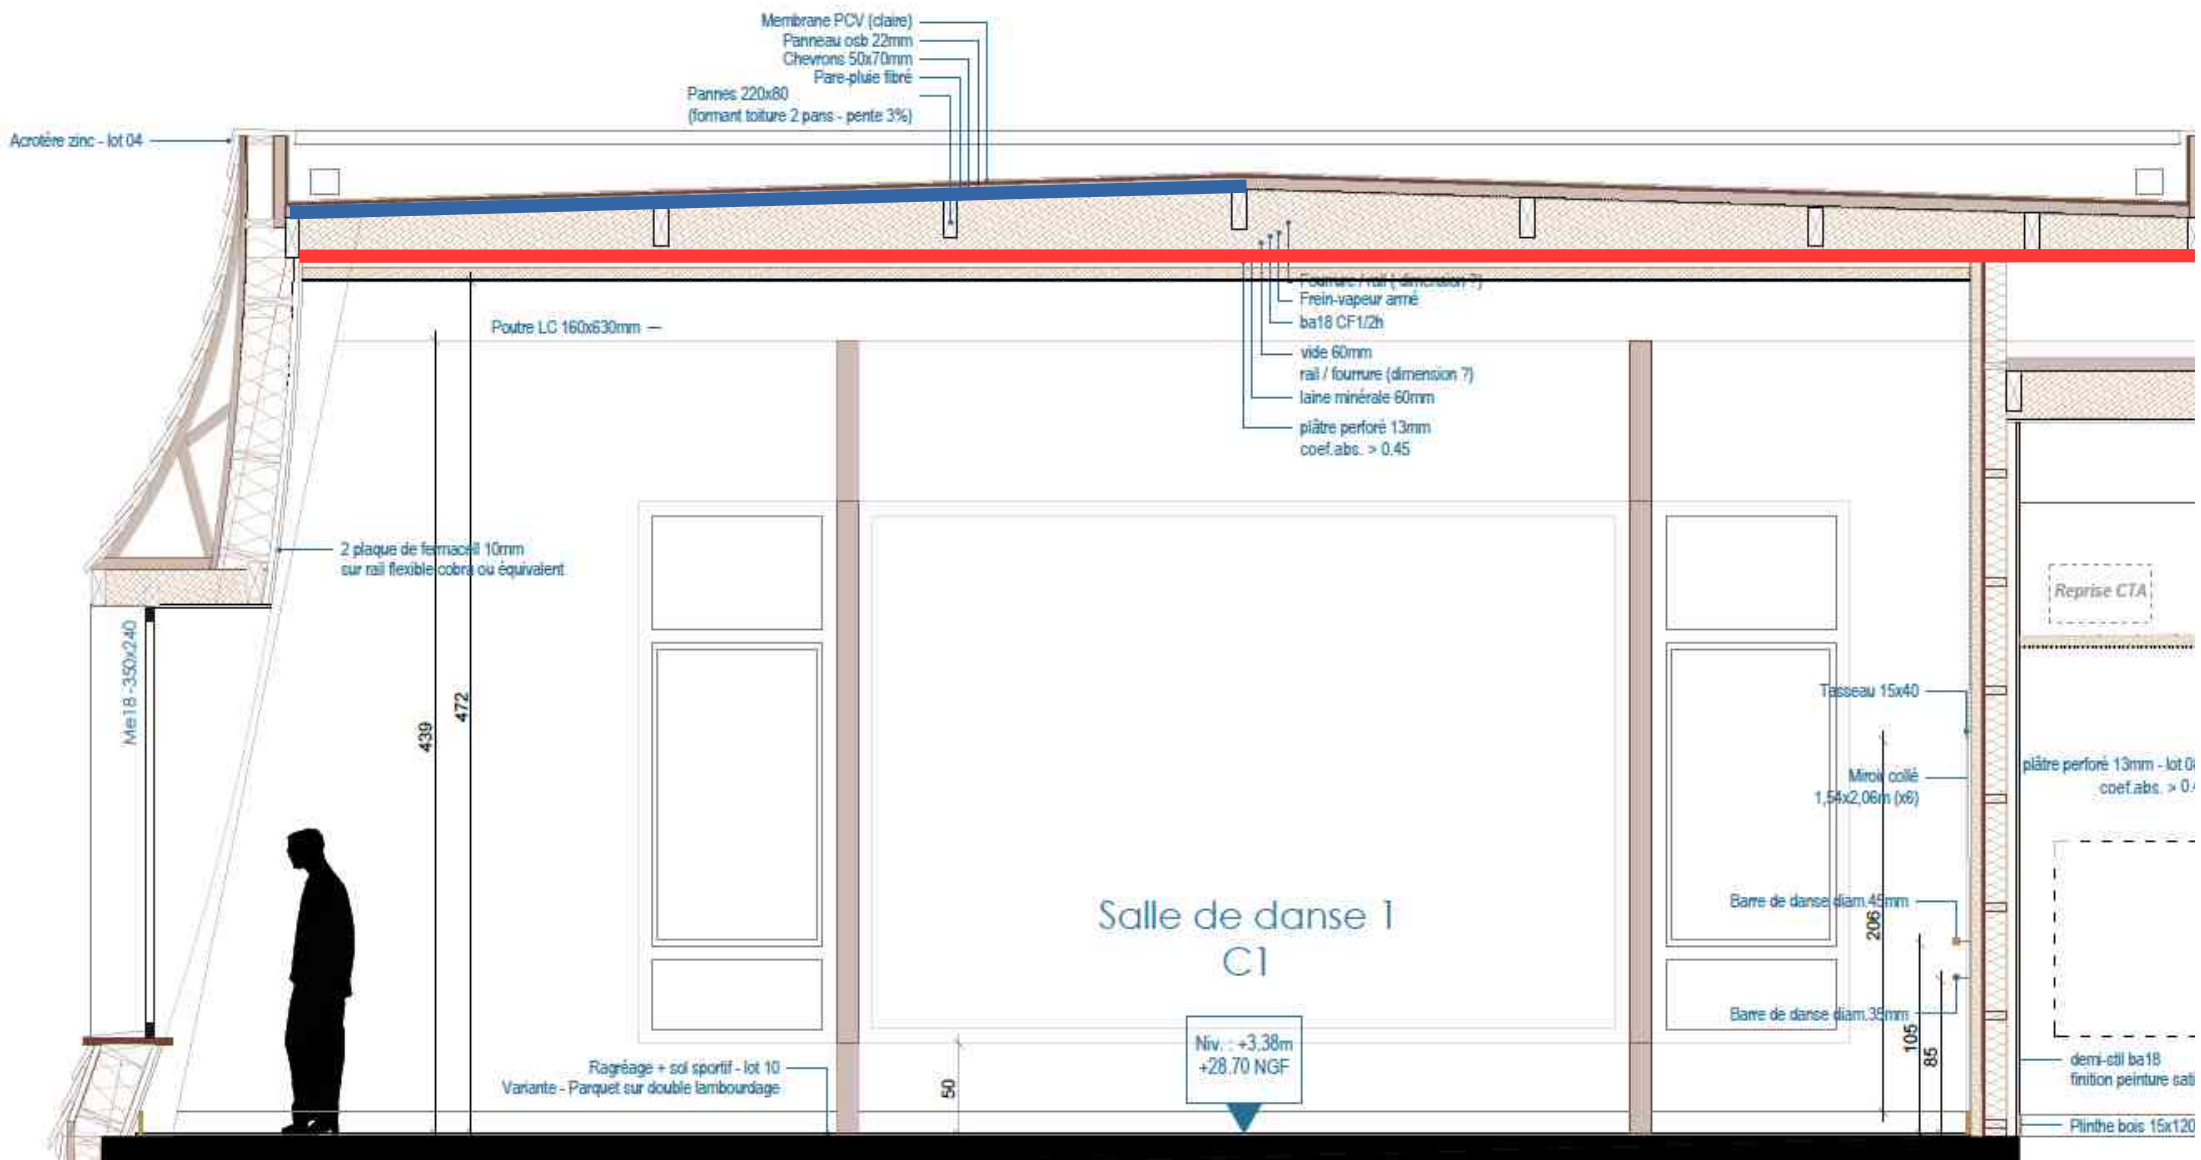 Membrane PCV (claire)
Panneau osb 22mm
Chevrons 50x70mm
Pare-pluie fibré
Pannes 220x80
(formant toiture 2 pans - pente 3%)
Acrotère zinc - lot 04
Fourrure / rail ( dimension ?)
Frein-vapeur armé
ba18 CF1/2h
vide 60mm
rail / fourrure (dimension ?)
laine minérale 60mm
plâtre perforé 13mm
coef.abs. > 0.45
Poutre LC 160x630mm
2 plaque de fermacell 10mm
sur rail flexible cobra ou équivalent
Me18 -350x240
439
472
Reprise CTA
Tasseau 15x40
Miroir collé
1,54x2,06m (x6)
plâtre perforé 13mm - lot
coef.abs. >
Salle de danse 1
C1
Barre de danse diam.45mm
206
Barre de danse diam.35mm
105
85
Niv. : +3,38m
+28.70 NGF
Ragréage + sol sportif - lot 10
Variante - Parquet sur double lambourdage
50
demi-stil ba18
finition peinture
Plinthe bois 15x120